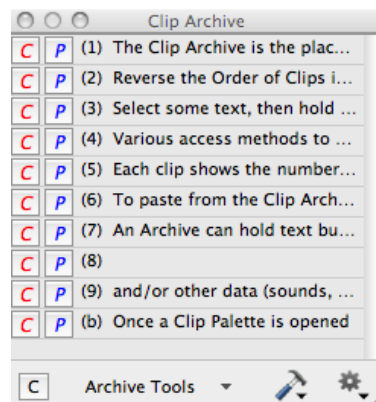 Clip Archive
C P (1) The Clip Archive is the plac...
C P (2) Reverse the Order of Clips i...
C P (3) Select some text, then hold ...
C P (4) Various access methods to ...
C P (5) Each clip shows the number...
C P (6) To paste from the Clip Arch...
C P (7) An Archive can hold text bu...
C P (8)
C P (9) and/or other data (sounds, ...
C P (b) Once a Clip Palette is opened
C Archive Tools